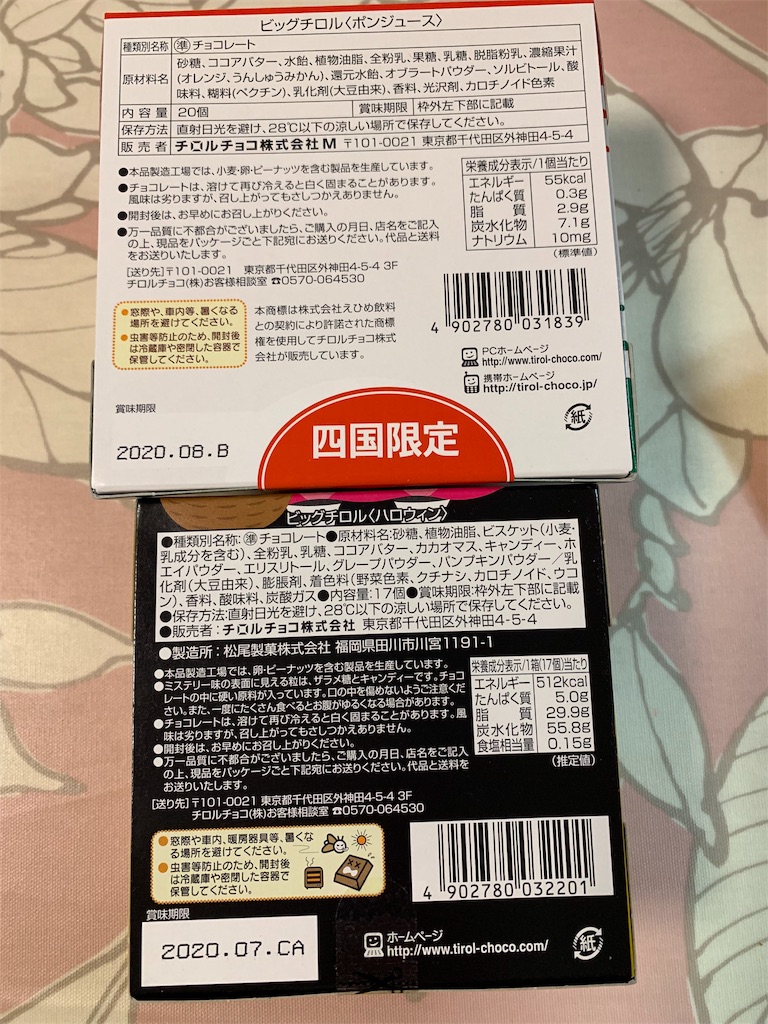 ビッグチロル〈ポンジュース〉
種類別名称 準 チョコレート
原材料名 砂糖、ココアバター、水飴、植物油脂、全粉乳、果糖、乳糖、脱脂粉乳、濃縮果汁
(オレンジ、うんしゅうみかん)、還元水飴、オブラートパウダー、ソルビトール、酸
味料、糊料(ペクチン)、乳化剤(大豆由来)、香料、光沢剤、カロチノイド色素
内容量 20個 賞味期限 枠外左下部に記載
保存方法 直射日光を避け、28℃以下の涼しい場所で保存してください。
販売者 チロルチョコ株式会社M 〒101-0021 東京都千代田区外神田4-5-4
●本品製造工場では、小麦・卵・ピーナッツを含む製品を生産しています。
●チョコレートは、溶けて再び冷えると白く固まることがあります。
風味は劣りますが、召し上がってもさしつかえありません。
●開封後は、お早めにお召し上がりください。
●万一品質に不都合がございましたら、ご購入の月日、店名をご記入
の上、現品をパッケージごと下記宛にお送りください。代品と送料
をお送りいたします。
[送り先]〒101-0021 東京都千代田区外神田4-5-4 3F
チロルチョコ(株)お客様相談室 ☎0570-064530
栄養成分表示/1個当たり
エネルギー 55kcal
たんぱく質 0.3g
脂質 2.9g
炭水化物 7.1g
ナトリウム 10mg
(標準値)
●窓際や、車内等、暑くなる
場所を避けてください。
●虫害等防止のため、開封後
は冷蔵庫や密閉した容器で
保管してください。
本商標は株式会社えひめ飲料
との契約により許諾された商標
権を使用してチロルチョコ株式
会社が販売しています。
4 902780 031839
PCホームページ
http://www.tirol-choco.com/
携帯ホームページ
http://tirol-choco.jp/
紙
賞味期限
2020.08.B
四国限定
ビッグチロル〈ハロウィン〉
●種類別名称:準 チョコレート●原材料名:砂糖、植物油脂、ビスケット(小麦・
乳成分を含む)、全粉乳、乳糖、ココアバター、カカオマス、キャンディー、ホ
エイパウダー、エリスリトール、グレープパウダー、パンプキンパウダー/乳
化剤(大豆由来)、膨脹剤、着色料(野菜色素、クチナシ、カロチノイド、ウコ
ン)、香料、酸味料、炭酸ガス●内容量:17個●賞味期限:枠外左下部に記載
●保存方法:直射日光を避け、28℃以下の涼しい場所で保存してください。
●販売者:チロルチョコ株式会社 東京都千代田区外神田4-5-4
●製造所:松尾製菓株式会社 福岡県田川市川宮1191-1
●本品製造工場では、卵・ピーナッツを含む製品を生産しています。
●ミステリー味の表面に見える粒は、ザラメ糖とキャンディーです。チョコ
レートの中に硬い原料が入っています。口の中を傷めないようご注意くだ
さい。また、一度にたくさん食べるとお腹がゆるくなる場合があります。
●チョコレートは、溶けて再び冷えると白く固まることがあります。風
味は劣りますが、召し上がってもさしつかえありません。
●開封後は、お早めにお召し上がりください。
●万一品質に不都合がございましたら、ご購入の月日、店名をご記入
の上、現品をパッケージごと下記宛にお送りください。代品と送料を
お送りいたします。
[送り先]〒101-0021 東京都千代田区外神田4-5-4 3F
チロルチョコ(株)お客様相談室 ☎0570-064530
栄養成分表示/1箱(17個)当たり
エネルギー 512kcal
たんぱく質 5.0g
脂質 29.9g
炭水化物 55.8g
食塩相当量 0.15g
(推定値)
●窓際や車内、暖房器具等、暑くな
る場所を避けてください。
●虫害等防止のため、開封後
は冷蔵庫や密閉した容器で
保管してください。
4 902780 032201
賞味期限
2020.07.CA
ホームページ
http://www.tirol-choco.com/
紙